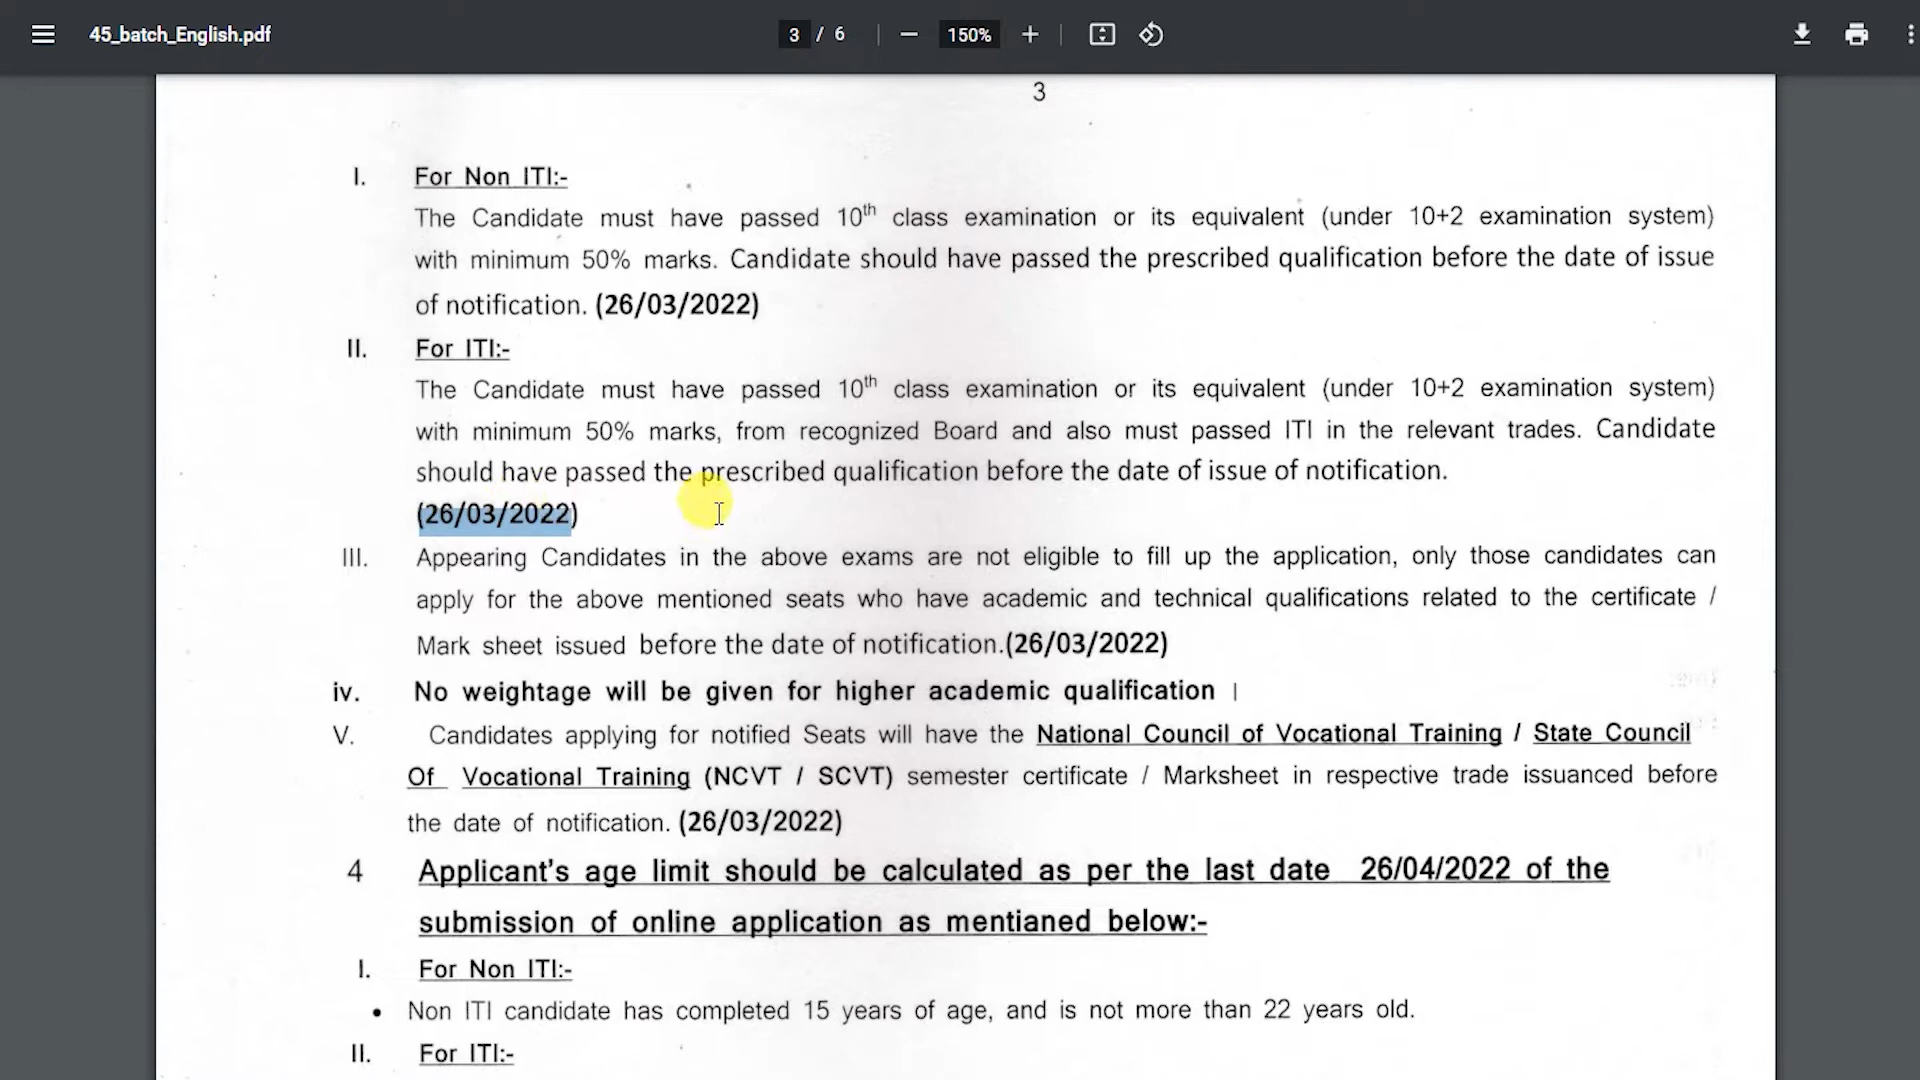 45_batch_English.pdf
3 / 6
150%
3
I. For Non ITI:-
The Candidate must have passed 10th class examination or its equivalent (under 10+2 examination system)
with minimum 50% marks. Candidate should have passed the prescribed qualification before the date of issue
of notification. (26/03/2022)
II. For ITI:-
The Candidate must have passed 10th class examination or its equivalent (under 10+2 examination system)
with minimum 50% marks, from recognized Board and also must passed ITI in the relevant trades. Candidate
should have passed the prescribed qualification before the date of issue of notification.
(26/03/2022)
III. Appearing Candidates in the above exams are not eligible to fill up the application, only those candidates can
apply for the above mentioned seats who have academic and technical qualifications related to the certificate /
Mark sheet issued before the date of notification.(26/03/2022)
iv. No weightage will be given for higher academic qualification |
V. Candidates applying for notified Seats will have the National Council of Vocational Training / State Council
Of Vocational Training (NCVT / SCVT) semester certificate / Marksheet in respective trade issuanced before
the date of notification. (26/03/2022)
4 Applicant's age limit should be calculated as per the last date 26/04/2022 of the
submission of online application as mentianed below:-
I. For Non ITI:-
• Non ITI candidate has completed 15 years of age, and is not more than 22 years old.
II. For ITI:-